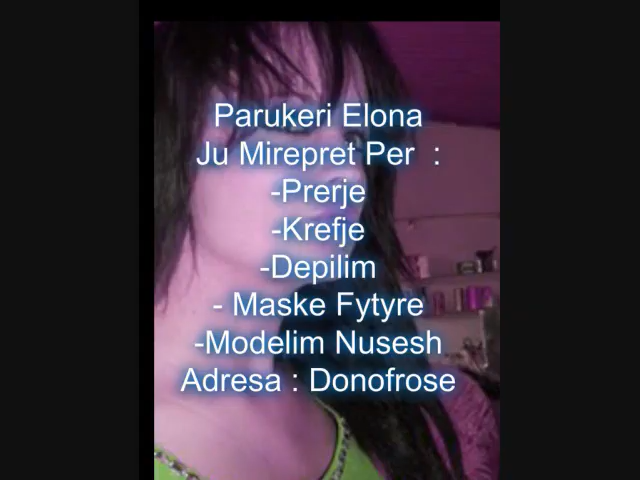 Parukeri Elona
Ju Mirepret Per  :
-Prerje
-Krefje
-Depilim
- Maske Fytyre
-Modelim Nusesh
Adresa : Donofrose